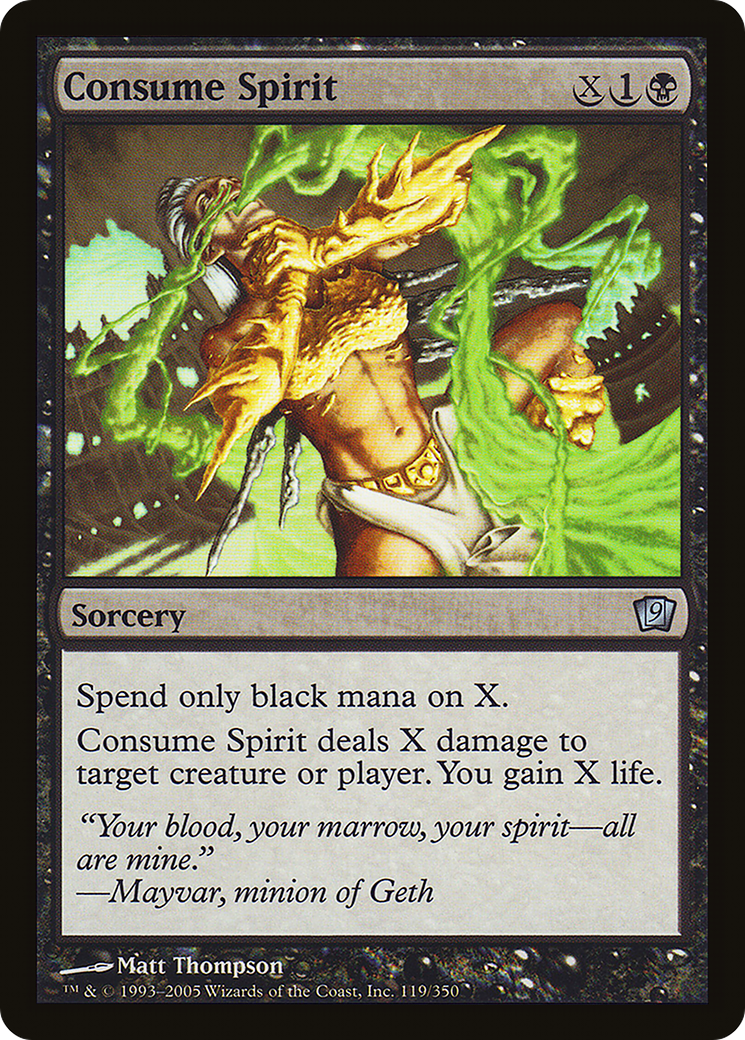 Consume Spirit X1
Sorcery 9
Spend only black mana on X.
Consume Spirit deals X damage to
target creature or player. You gain X life.
“Your blood, your marrow, your spirit—all
are mine.”
—Mayvar, minion of Geth
Matt Thompson
™ & © 1993–2005 Wizards of the Coast, Inc. 119/350